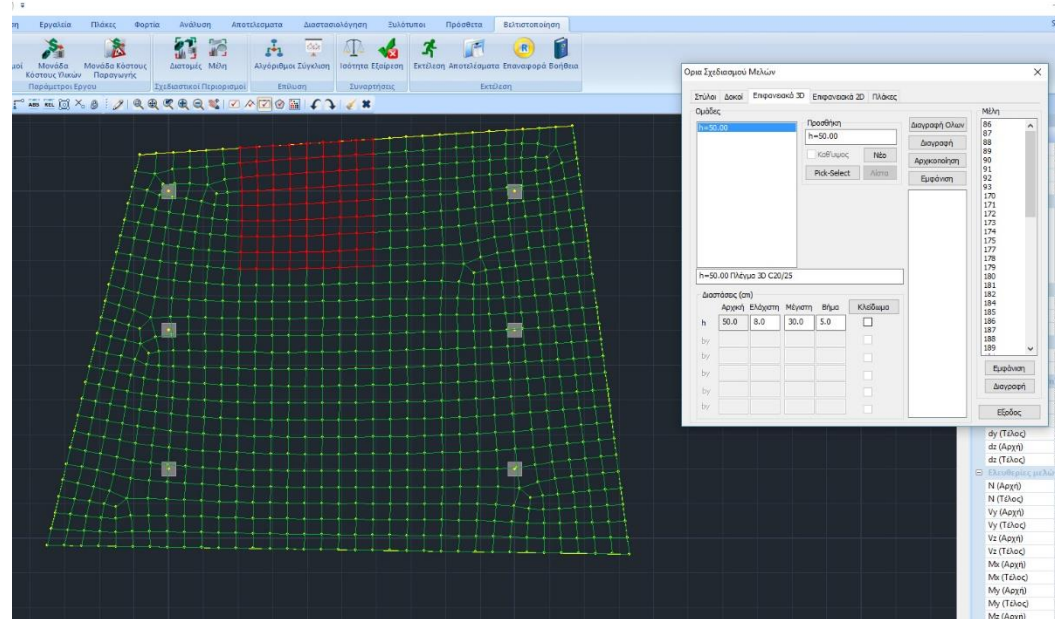 Εργαλεία Πλάκες Φορτία Ανάλυση Αποτελεσματα Διαστασιολόγηση Ξυλότυποι Πρόσθετα Βελτιστοποίηση
Μονάδα Μονάδα Κόστους Διατομές Μέλη Αλγόριθμοι Σύγκλιση Ισότητα Εξαίρεση Εκτέλεση Αποτελέσματα Επαναφορά Βοήθεια
Κόστους Υλικών Παραγωγής
Παράμετροι Εργου Σχεδιαστικοί Περιορισμοί Επίλυση Συναρτήσεις Εκτέλεση
Ορια Σχεδιασμού Μελών
Στύλοι Δοκοί Επιφανειακά 3D Επιφανειακά 2D Πλάκες
Ομάδες
h=50.00
Προσθήκη
h=50.00
Καθ'υψος Νέο
Pick-Select Λίστα
Διαγραφή Ολων
Διαγραφή
Αρχικοποίηση
Εμφάνιση
Μέλη
86
87
88
89
90
91
92
93
170
171
172
173
174
175
177
178
179
180
181
182
184
185
186
187
188
189
h=50.00 Πλέγμα 3D C20/25
Διαστάσεις (cm)
Αρχική Ελάχιστη Μέγιστη Βήμα Κλείδωμα
h 50.0 8.0 30.0 5.0
by
by
by
by
by
Εμφάνιση
Διαγραφή
Εξοδος
dy (Τέλος)
dz (Αρχή)
dz (Τέλος)
Ελευθερίες μελώ
N (Αρχή)
N (Τέλος)
Vy (Αρχή)
Vy (Τέλος)
Vz (Αρχή)
Vz (Τέλος)
Mx (Αρχή)
Mx (Τέλος)
My (Αρχή)
My (Τέλος)
Mz (Αρχή)